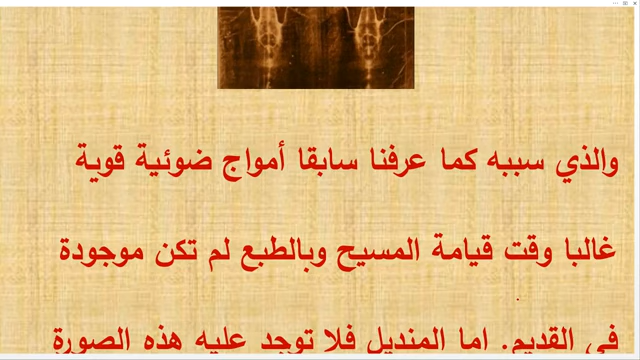 والذي سببه كما عرفنا سابقا أمواج ضوئية قوية
غالبا وقت قيامة المسيح وبالطبع لم تكن موجودة
في القديم. اما المنديل فلا توجد عليه هذه الصورة